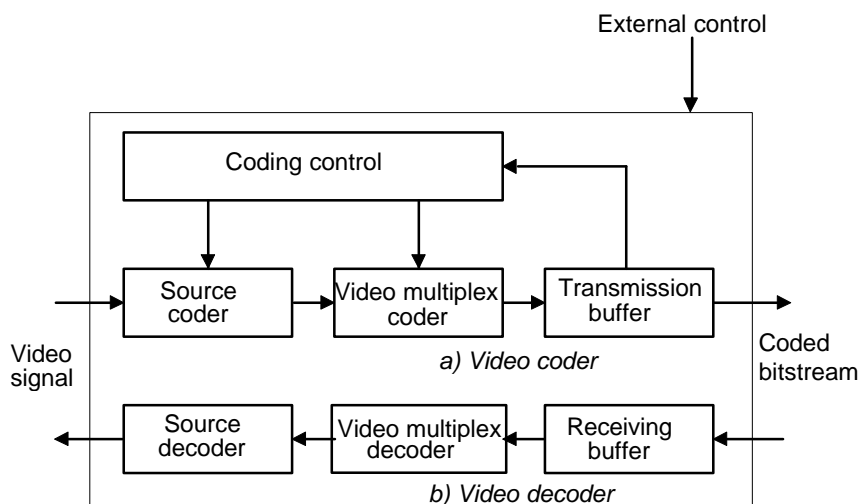 External control
Coding control
Source
coder
Video multiplex
coder
Transmission
buffer
a) Video coder
Video
signal
Coded
bitstream
Source
decoder
Video multiplex
decoder
Receiving
buffer
b) Video decoder